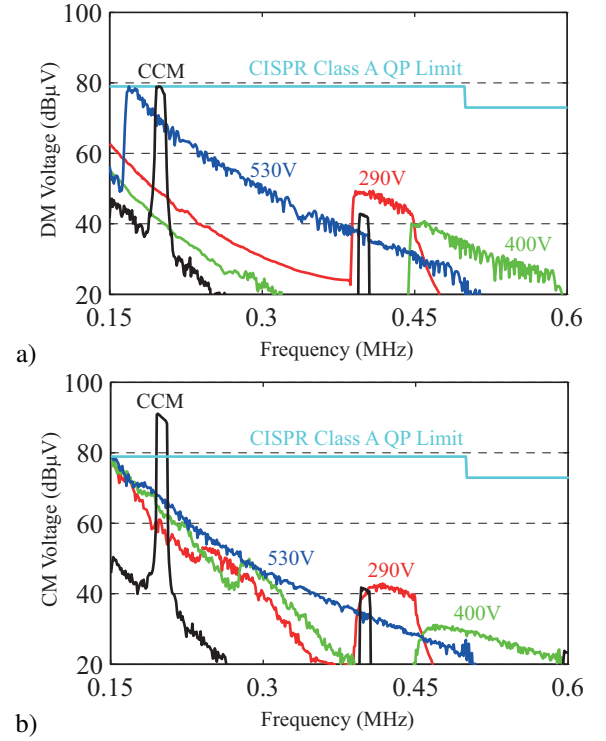 100
CCM
CISPR Class A QP Limit
80
60
530V
290V
40
400V
20
0.15
0.3
0.45
0.6
DM Voltage (dBµV)
Frequency (MHz)
a)
100
CCM
CISPR Class A QP Limit
80
60
530V
290V
40
400V
20
0.15
0.3
0.45
0.6
CM Voltage (dBµV)
Frequency (MHz)
b)